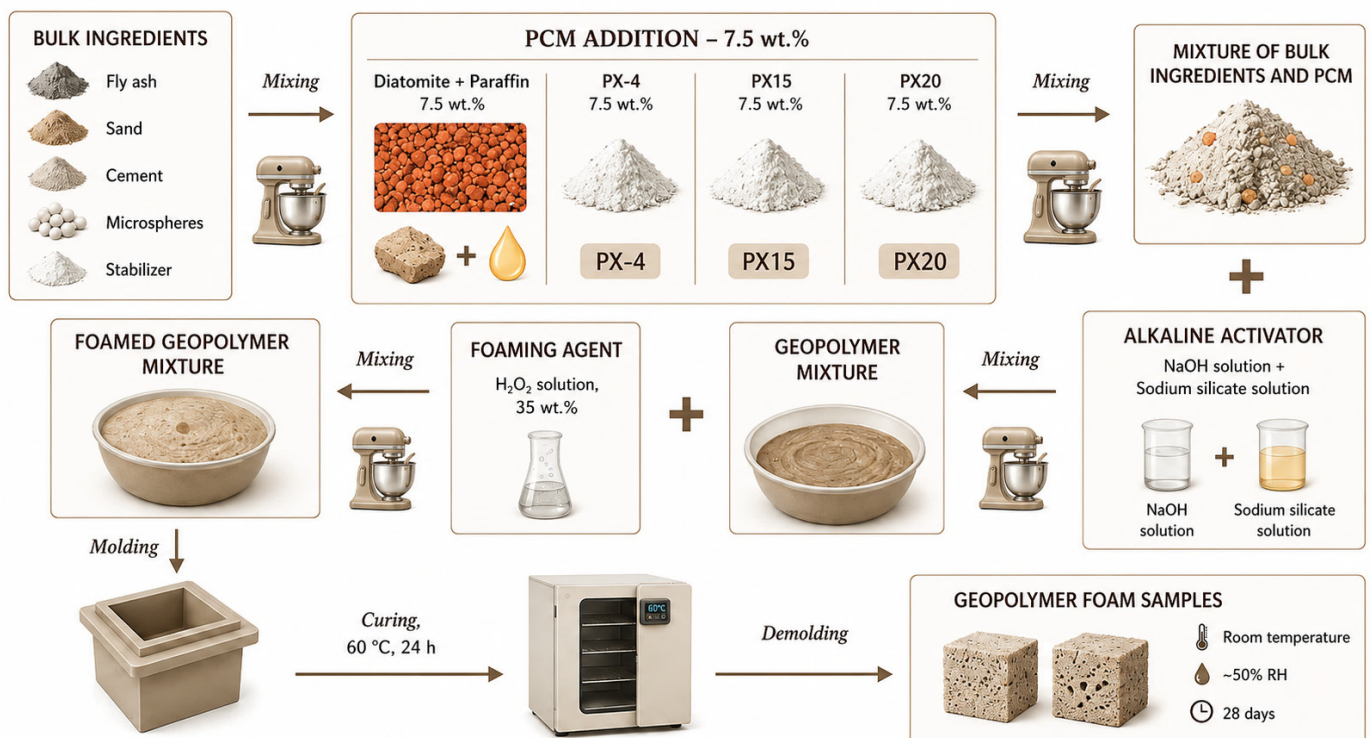 BULK INGREDIENTS
Fly ash
Sand
Cement
Microspheres
Stabilizer
Mixing
PCM ADDITION – 7.5 wt.%
Diatomite + Paraffin
7.5 wt.%
+
PX-4
7.5 wt.%
PX-4
PX15
7.5 wt.%
PX15
PX20
7.5 wt.%
PX20
Mixing
MIXTURE OF BULK
INGREDIENTS AND PCM
+
ALKALINE ACTIVATOR
NaOH solution +
Sodium silicate solution
+
NaOH
solution
Sodium silicate
solution
Mixing
GEOPOLYMER
MIXTURE
+
FOAMING AGENT
H₂O₂ solution,
35 wt.%
Mixing
FOAMED GEOPOLYMER
MIXTURE
Molding
Curing,
60 °C, 24 h
60°C
Demolding
GEOPOLYMER FOAM SAMPLES
Room temperature
~50% RH
28 days